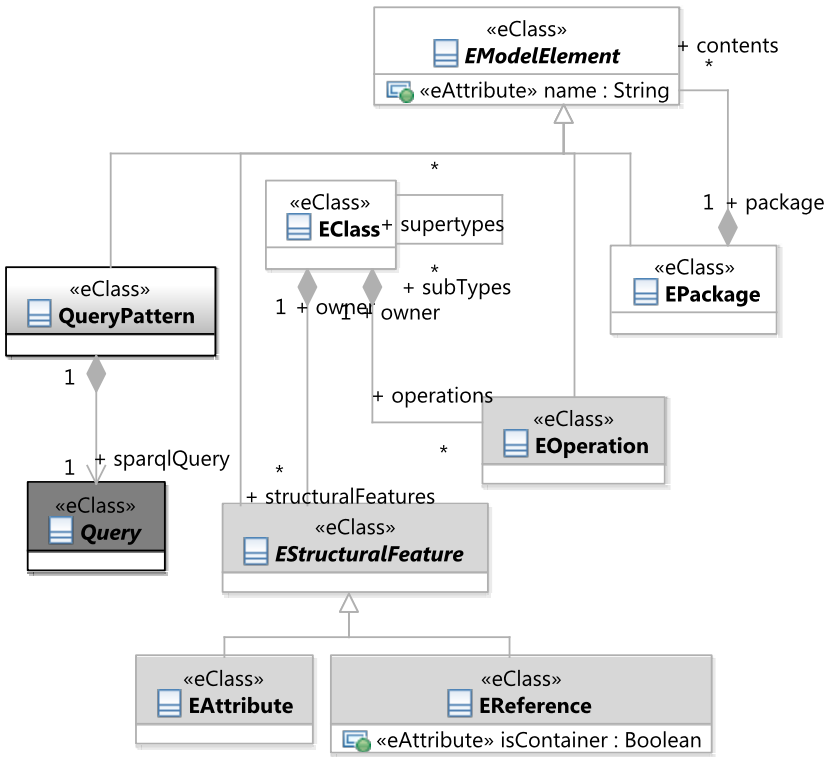 «eClass»
EModelElement
«eAttribute» name : String
+ contents
*
*
«eClass»
EClass
+ supertypes
*
+ subTypes
1 + package
«eClass»
EPackage
«eClass»
QueryPattern
1 + owner
1 + owner
1
+ operations
*
«eClass»
EOperation
1
+ sparqlQuery
*
+ structuralFeatures
«eClass»
Query
«eClass»
EStructuralFeature
«eClass»
EAttribute
«eClass»
EReference
«eAttribute» isContainer : Boolean